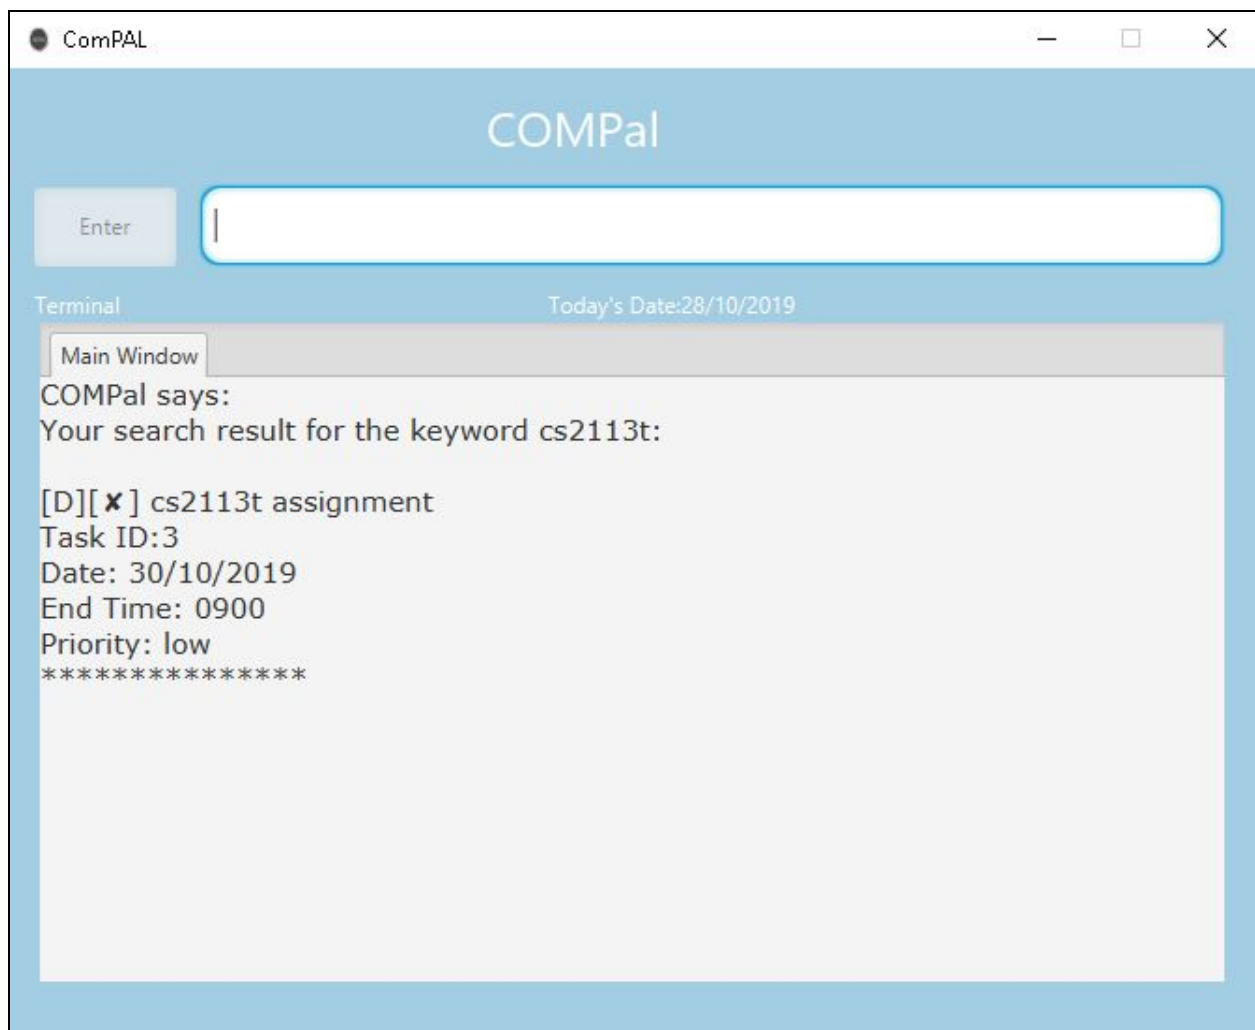 ComPAL
COMPal
Enter
Terminal Today's Date:28/10/2019
Main Window
COMPal says:
Your search result for the keyword cs2113t:
[D][✘] cs2113t assignment
Task ID:3
Date: 30/10/2019
End Time: 0900
Priority: low
***************